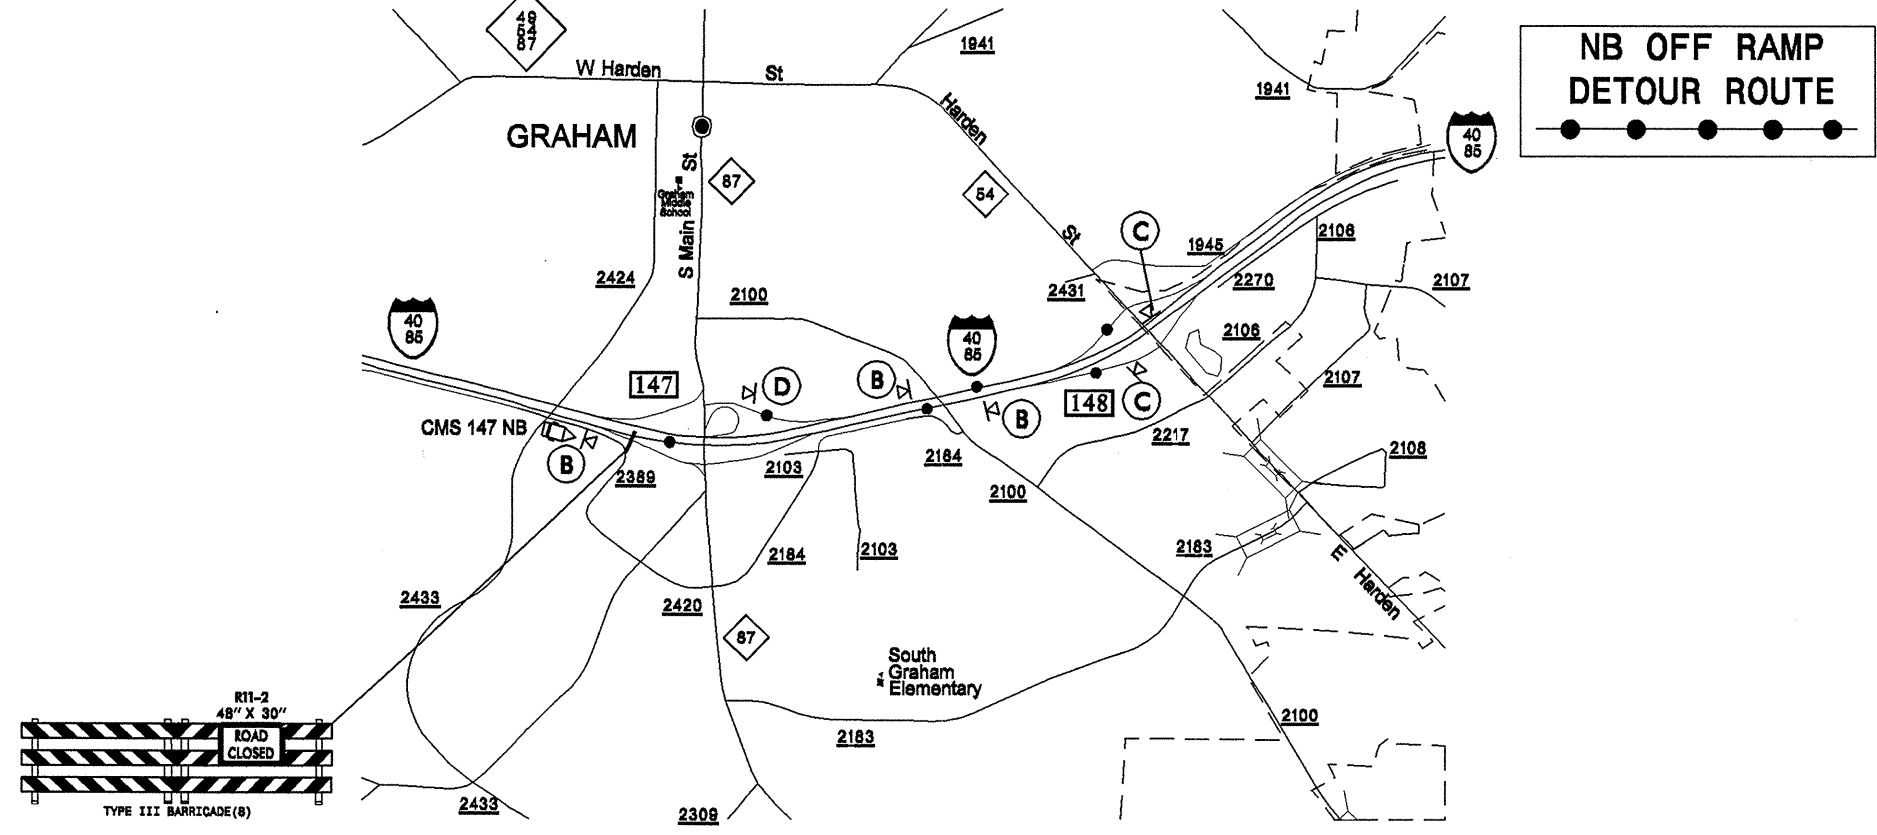 49
54
87
W Harden St
1941
NB OFF RAMP
DETOUR ROUTE
GRAHAM
Harden St
1941
40
85
87
54
Graham
Middle
School
S Main St
C
1945
2106
2424
2100
2431
2270
2107
40
85
40
85
2106
147
D
B
148
C
2107
CMS 147 NB
B
B
2217
2389
2103
2184
2100
2108
2184
2103
2183
E Harden
2433
2420
87
South
Graham
Elementary
2183
2100
R11-2
48" X 30"
ROAD
CLOSED
TYPE III BARRICADE(S)
2433
2309